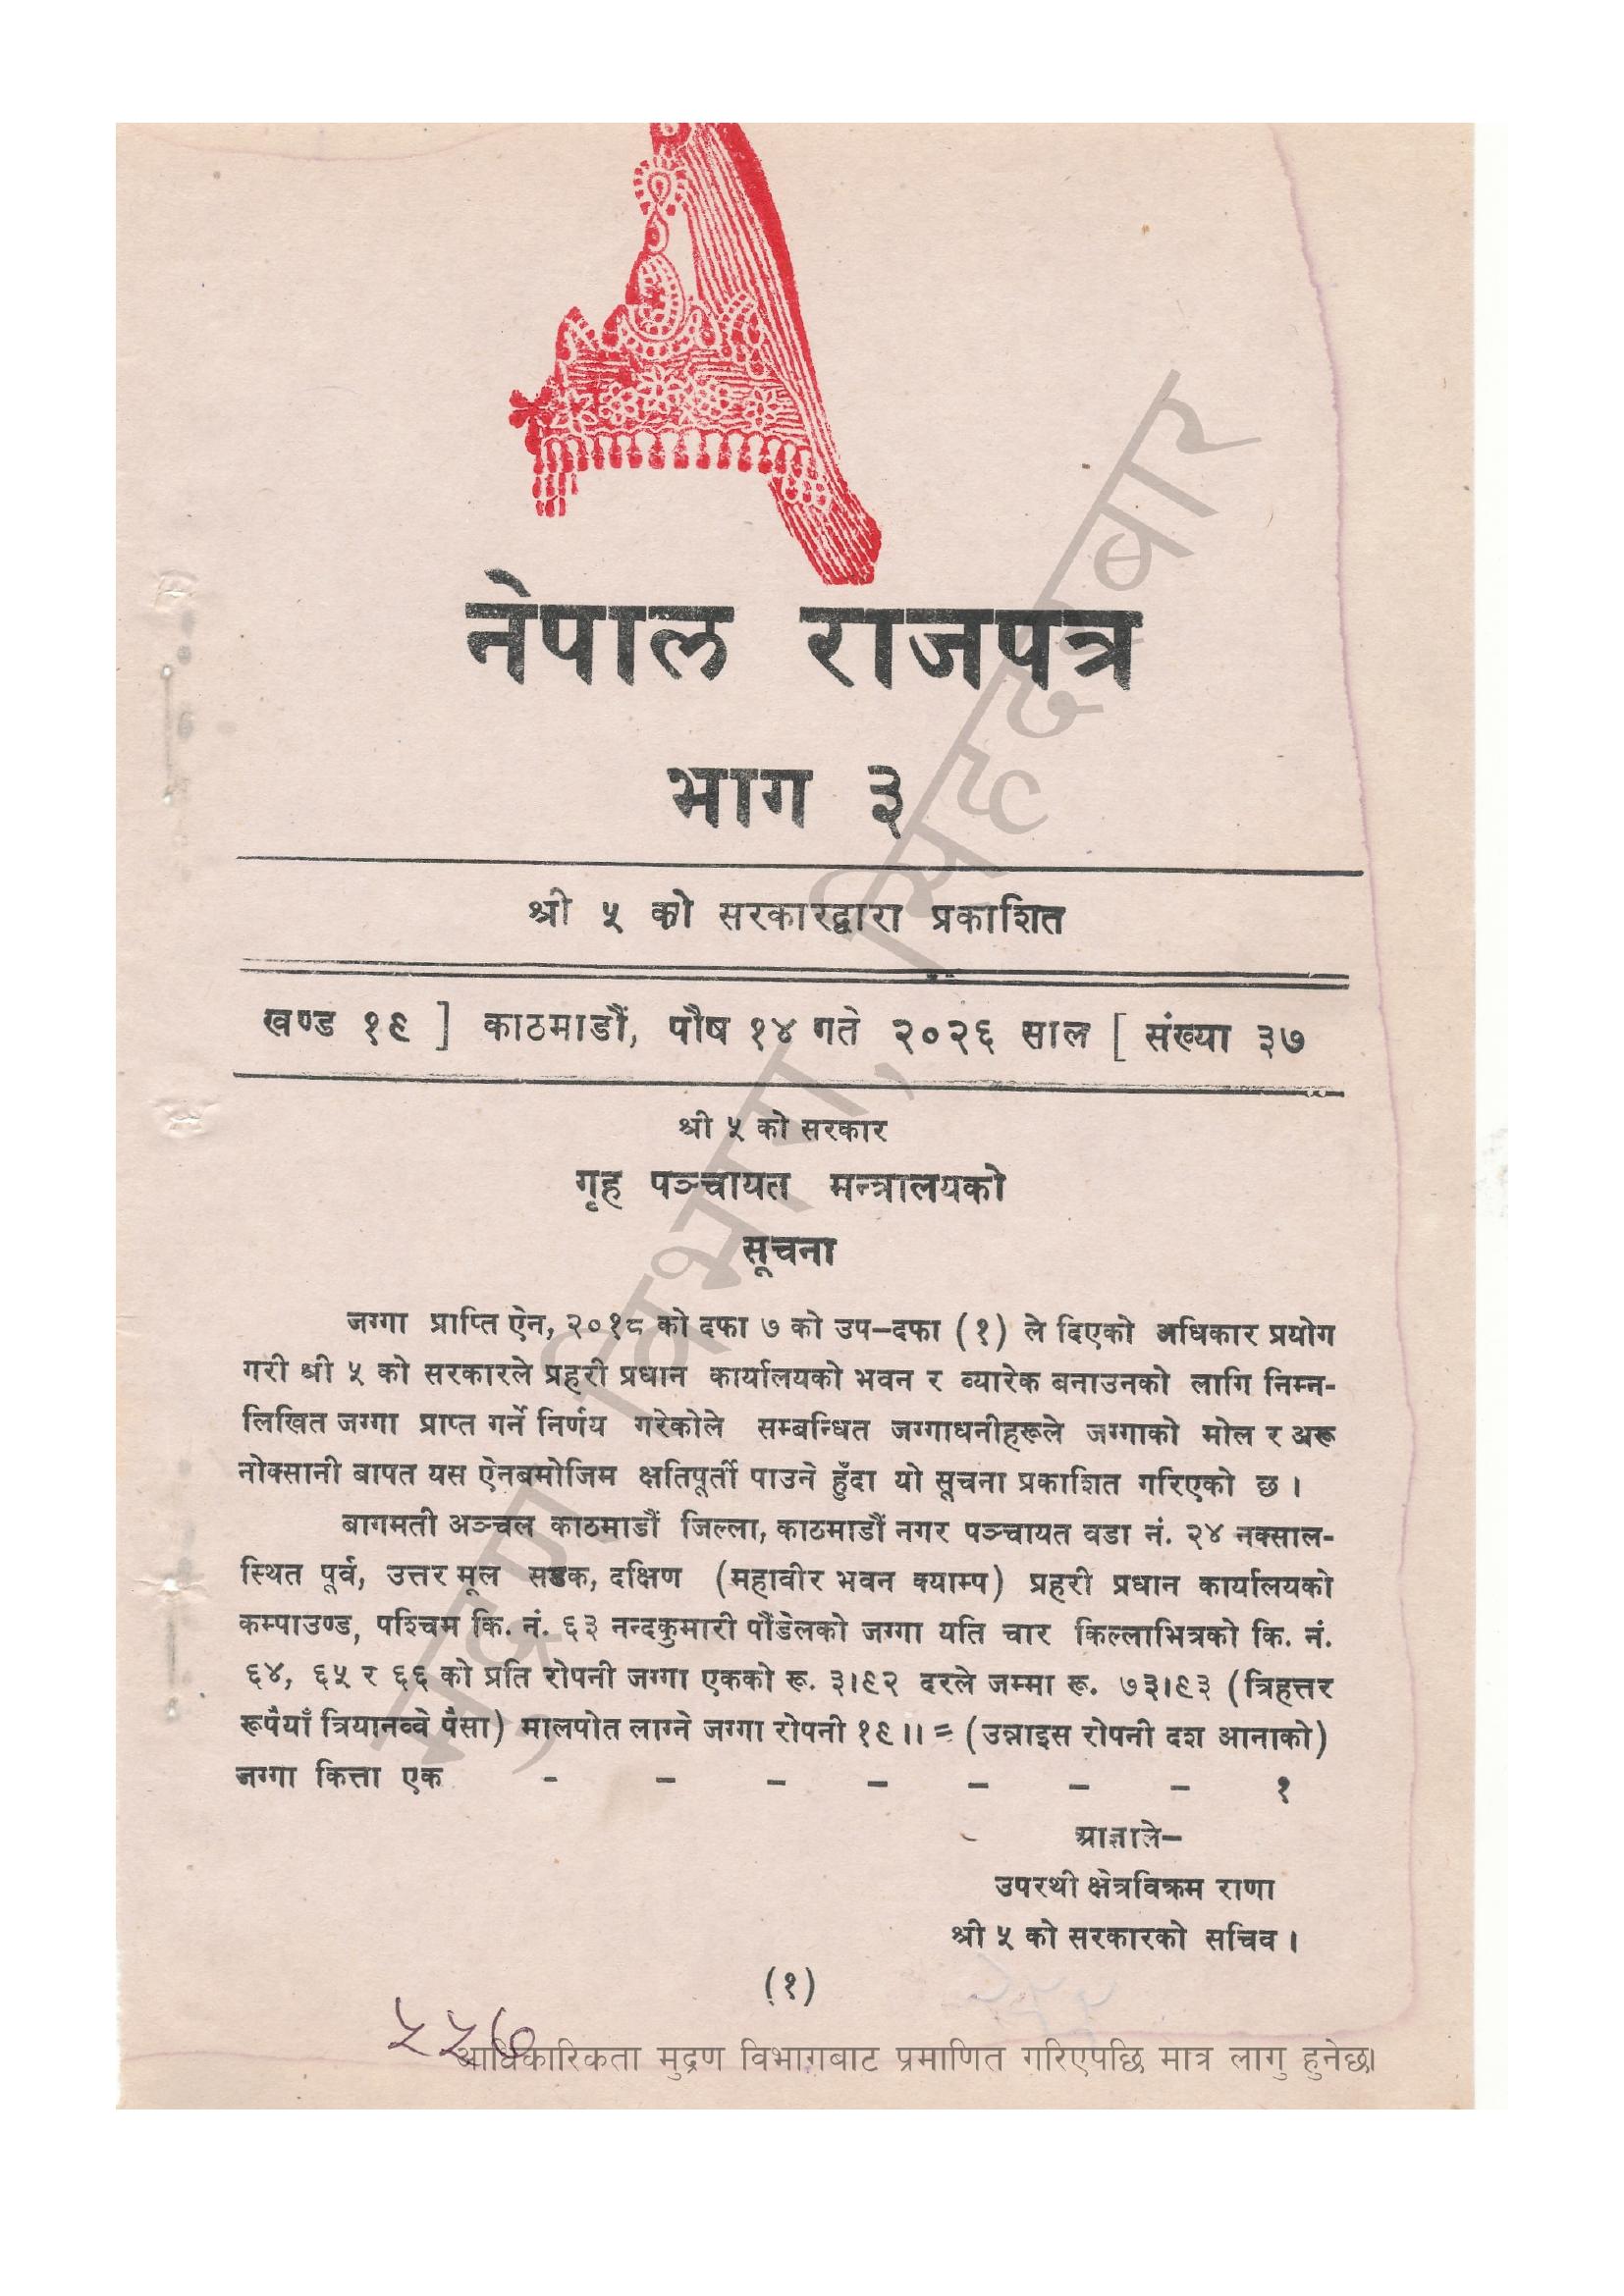 नेपाल राजपत्र
भाग ३
श्री ५ को सरकारद्वारा प्रकाशित
खण्ड १९ ] काठमाडौं, पौष १४ गते २०२६ साल [ संख्या ३७
श्री ५ को सरकार
गृह पञ्चायत मन्त्रालयको
सूचना
जग्गा प्राप्ति ऐन, २०१८ को दफा ७ को उप-दफा (१) ले दिएको अधिकार प्रयोग
गरी श्री ५ को सरकारले प्रहरी प्रधान कार्यालयको भवन र ब्यारेक बनाउनको लागि निम्न-
लिखित जग्गा प्राप्त गर्ने निर्णय गरेकोले सम्बन्धित जग्गाधनीहरूले जग्गाको मोल र अरू
नोक्सानी बापत यस ऐनबमोजिम क्षतिपूर्ती पाउने हुँदा यो सूचना प्रकाशित गरिएको छ ।
बागमती अञ्चल काठमाडौं जिल्ला, काठमाडौं नगर पञ्चायत वडा नं. २४ नक्साल-
स्थित पूर्व, उत्तर मूल सडक, दक्षिण (महावीर भवन क्याम्प) प्रहरी प्रधान कार्यालयको
कम्पाउण्ड, पश्चिम कि. नं. ६३ नन्दकुमारी पौडेलको जग्गा यति चार किल्लाभित्रको कि. नं.
६४, ६५ र ६६ को प्रति रोपनी जग्गा एकको रू. ३।९२ दरले जम्मा रू. ७३।९३ (त्रिहत्तर
रूपैयाँ त्रियानव्वे पैसा) मालपोत लाग्ने जग्गा रोपनी १९।। = (उन्नाइस रोपनी दश आनाको)
जग्गा कित्ता एक - - - - - - - १
आज्ञाले-
उपरथी क्षेत्रविक्रम राणा
श्री ५ को सरकारको सचिव ।
(१)
५५७
आधिकारिकता मुद्रण विभागबाट प्रमाणित गरिएपछि मात्र लागु हुनेछ।
मुद्रण विभाग, सिंहदरबार